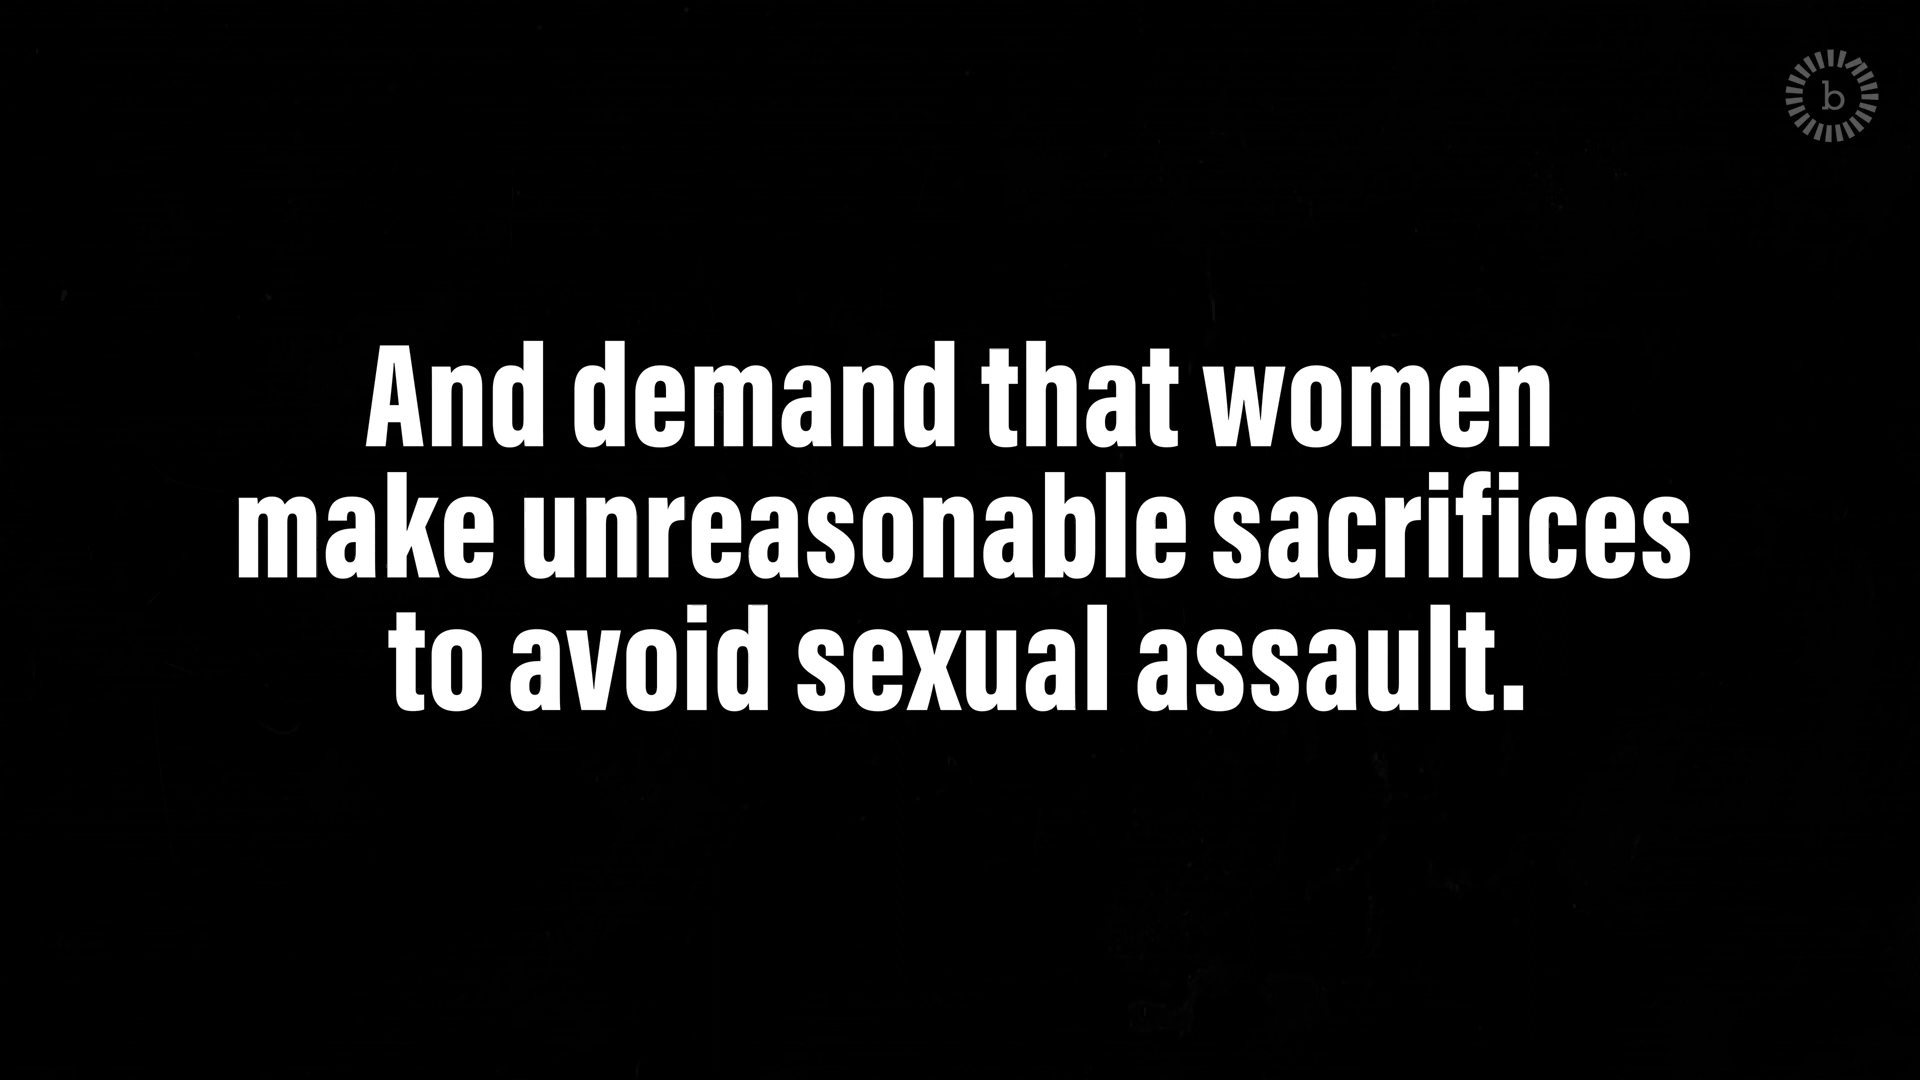 b
And demand that women
make unreasonable sacrifices
to avoid sexual assault.